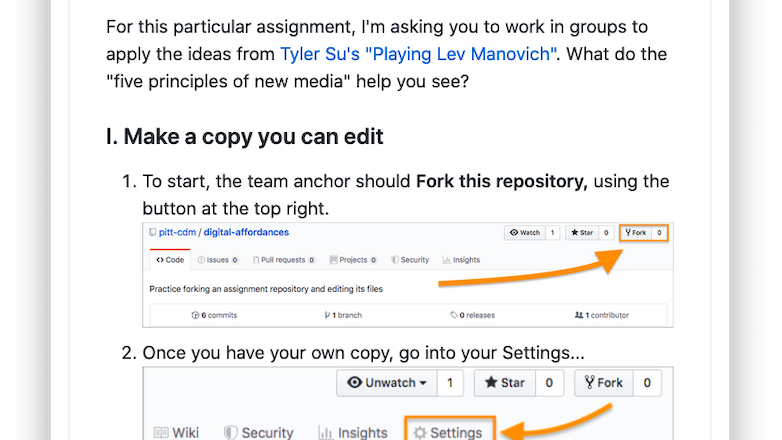 For this particular assignment, I'm asking you to work in groups to
apply the ideas from Tyler Su's "Playing Lev Manovich". What do the
"five principles of new media" help you see?
I. Make a copy you can edit
1. To start, the team anchor should Fork this repository, using the
button at the top right.
pitt-cdm / digital-affordances Watch 1 Star 0 Fork 0
Code Issues 0 Pull requests 0 Projects 0 Security Insights
Practice forking an assignment repository and editing its files
6 commits 1 branch 0 releases 1 contributor
2. Once you have your own copy, go into your Settings...
Unwatch 1 Star 0 Fork 0
Wiki Security Insights Settings